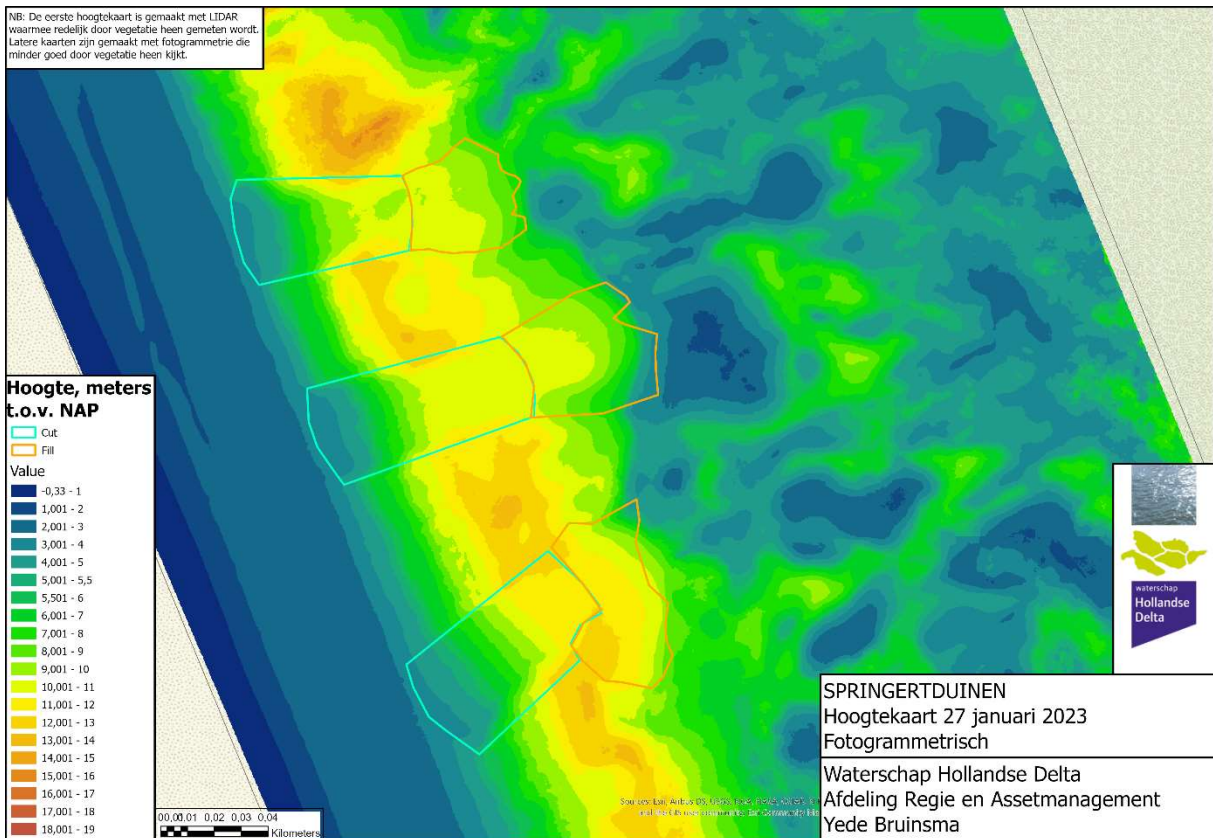 NB: De eerste hoogtekaart is gemaakt met LIDAR
waarmee redelijk door vegetatie heen gemeten wordt.
Latere kaarten zijn gemaakt met fotogrammetrie die
minder goed door vegetatie heen kijkt.
Hoogte, meters
t.o.v. NAP
Cut
Fill
Value
-0,33 - 1
1,001 - 2
2,001 - 3
3,001 - 4
4,001 - 5
5,001 - 5,5
5,501 - 6
6,001 - 7
7,001 - 8
8,001 - 9
9,001 - 10
10,001 - 11
11,001 - 12
12,001 - 13
13,001 - 14
14,001 - 15
15,001 - 16
16,001 - 17
17,001 - 18
18,001 - 19
0,02 0,03 0,04
Kilometers
Sources: Esri, Airbus DS,
waterschap
Hollandse
Delta
SPRINGERTDUINEN
Hoogtekaart 27 januari 2023
Fotogrammetrisch
Waterschap Hollandse Delta
Afdeling Regie en Assetmanagement
Yede Bruinsma